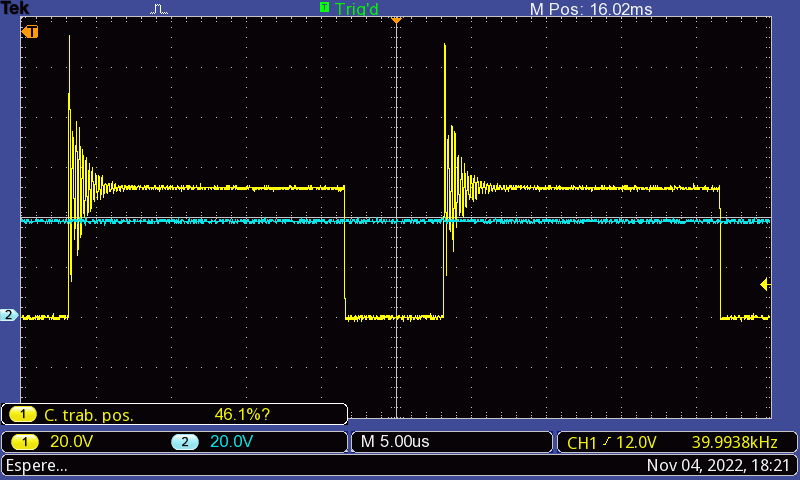 Tek T Trig'd M Pos: 16.02ms
T
2
1 C. trab. pos. 46.1%?
1 20.0V 2 20.0V M 5.00us CH1 12.0V 39.9938kHz
Espere... Nov 04, 2022, 18:21